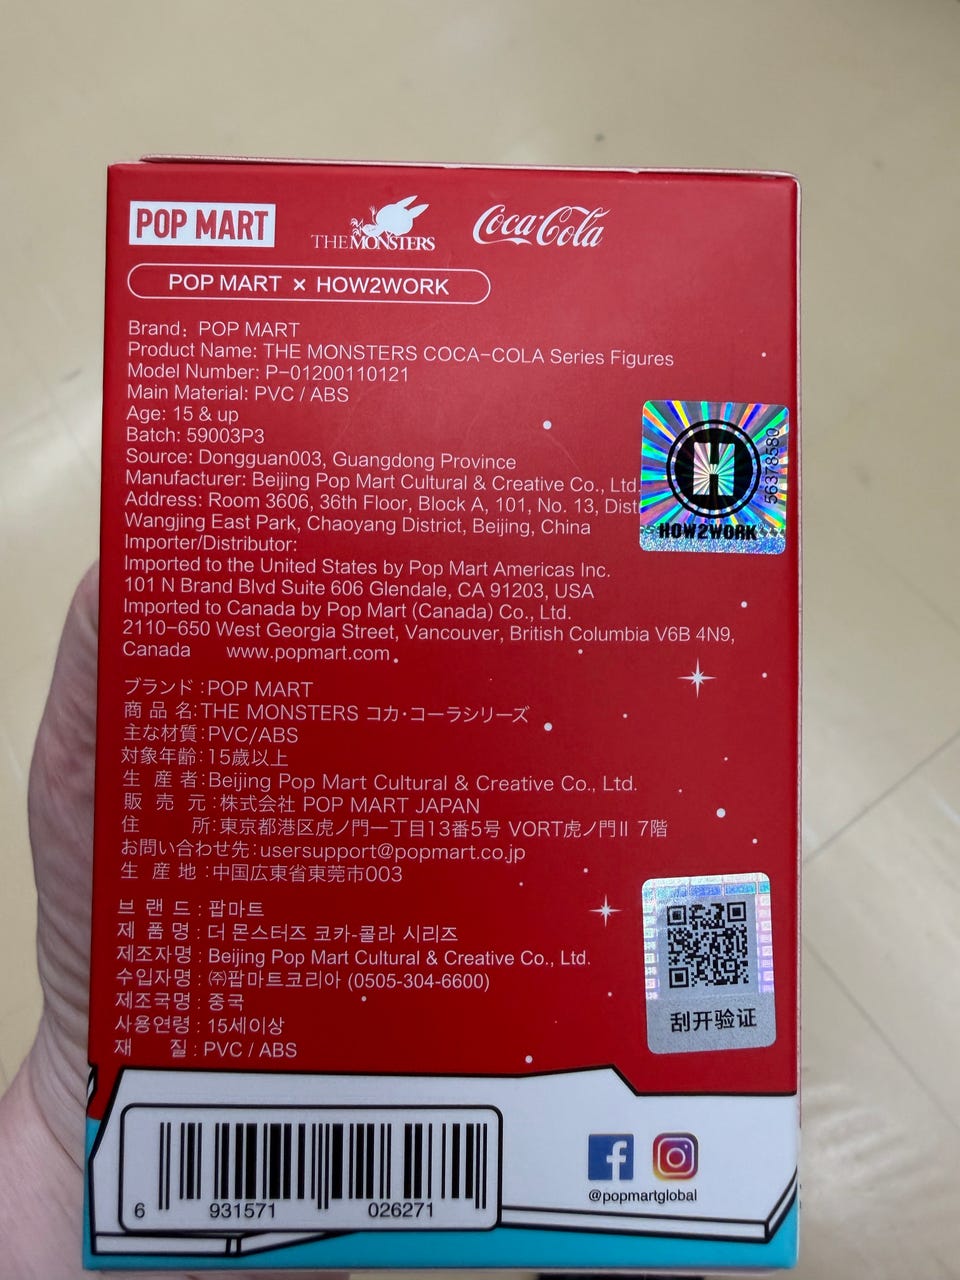 POP MART
THE MONSTERS
Coca-Cola
POP MART × HOW2WORK
Brand: POP MART
Product Name: THE MONSTERS COCA-COLA Series Figures
Model Number: P-01200110121
Main Material: PVC / ABS
Age: 15 & up
Batch: 59003P3
Source: Dongguan003, Guangdong Province
Manufacturer: Beijing Pop Mart Cultural & Creative Co., Ltd.
Address: Room 3606, 36th Floor, Block A, 101, No. 13, Dist
Wangjing East Park, Chaoyang District, Beijing, China
Importer/Distributor:
Imported to the United States by Pop Mart Americas Inc.
101 N Brand Blvd Suite 606 Glendale, CA 91203, USA
Imported to Canada by Pop Mart (Canada) Co., Ltd.
2110-650 West Georgia Street, Vancouver, British Columbia V6B 4N9,
Canada www.popmart.com
HOW2WORK
56378580
ブランド:POP MART
商品名:THE MONSTERS コカ・コーラシリーズ
主な材質:PVC/ABS
対象年齢:15歳以上
生産者:Beijing Pop Mart Cultural & Creative Co., Ltd.
販売元:株式会社 POP MART JAPAN
住所:東京都港区虎ノ門一丁目13番5号 VORT虎ノ門II 7階
お問い合わせ先:usersupport@popmart.co.jp
生産地:中国広東省東莞市003
브랜드: 팝마트
제품명: 더 몬스터즈 코카-콜라 시리즈
제조자명: Beijing Pop Mart Cultural & Creative Co., Ltd.
수입자명: ㈜팝마트코리아 (0505-304-6600)
제조국명: 중국
사용연령: 15세이상
재질: PVC / ABS
刮开验证
6 931571 026271
@popmartglobal